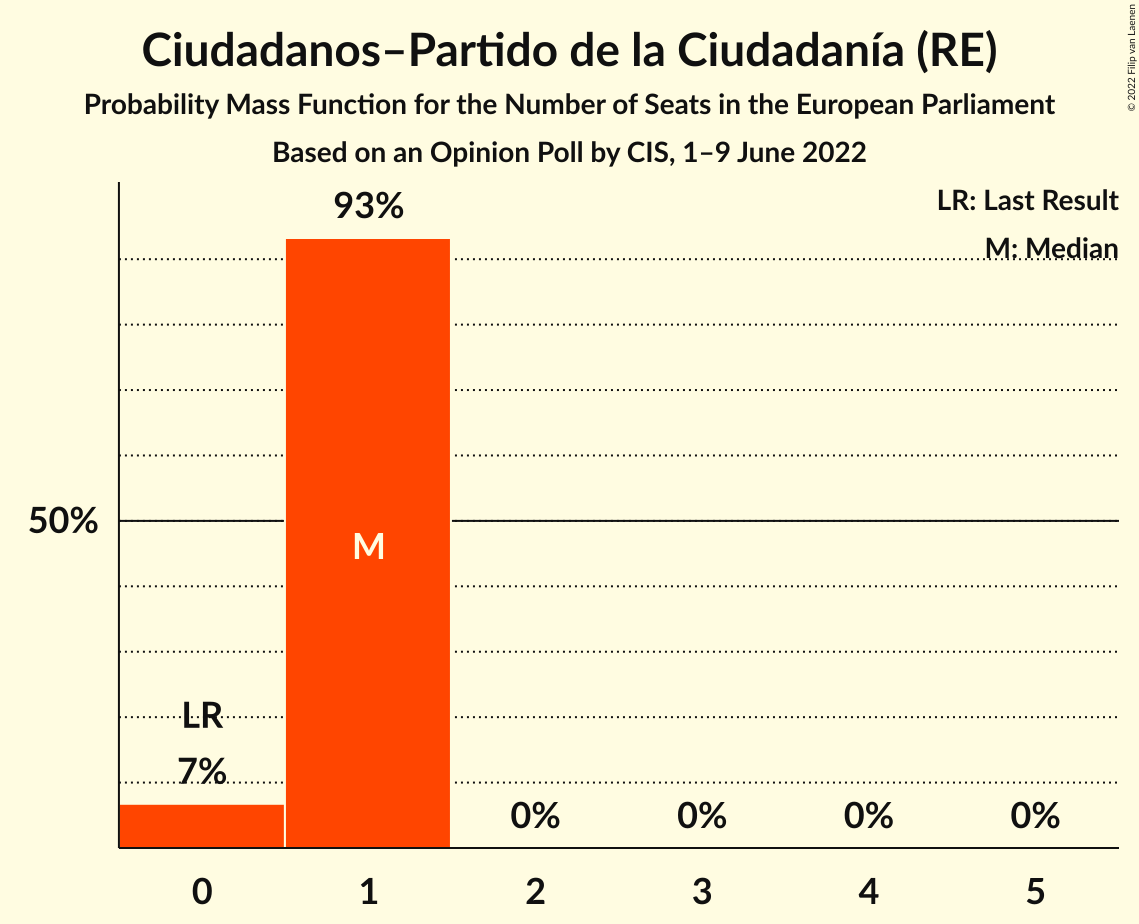 Ciudadanos–Partido de la Ciudadanía (RE)
Probability Mass Function for the Number of Seats in the European Parliament
Based on an Opinion Poll by CIS, 1–9 June 2022
© 2022 Filip van Laenen
LR: Last Result
M: Median
93%
50%
M
LR
7%
0% 0% 0% 0%
0 1 2 3 4 5